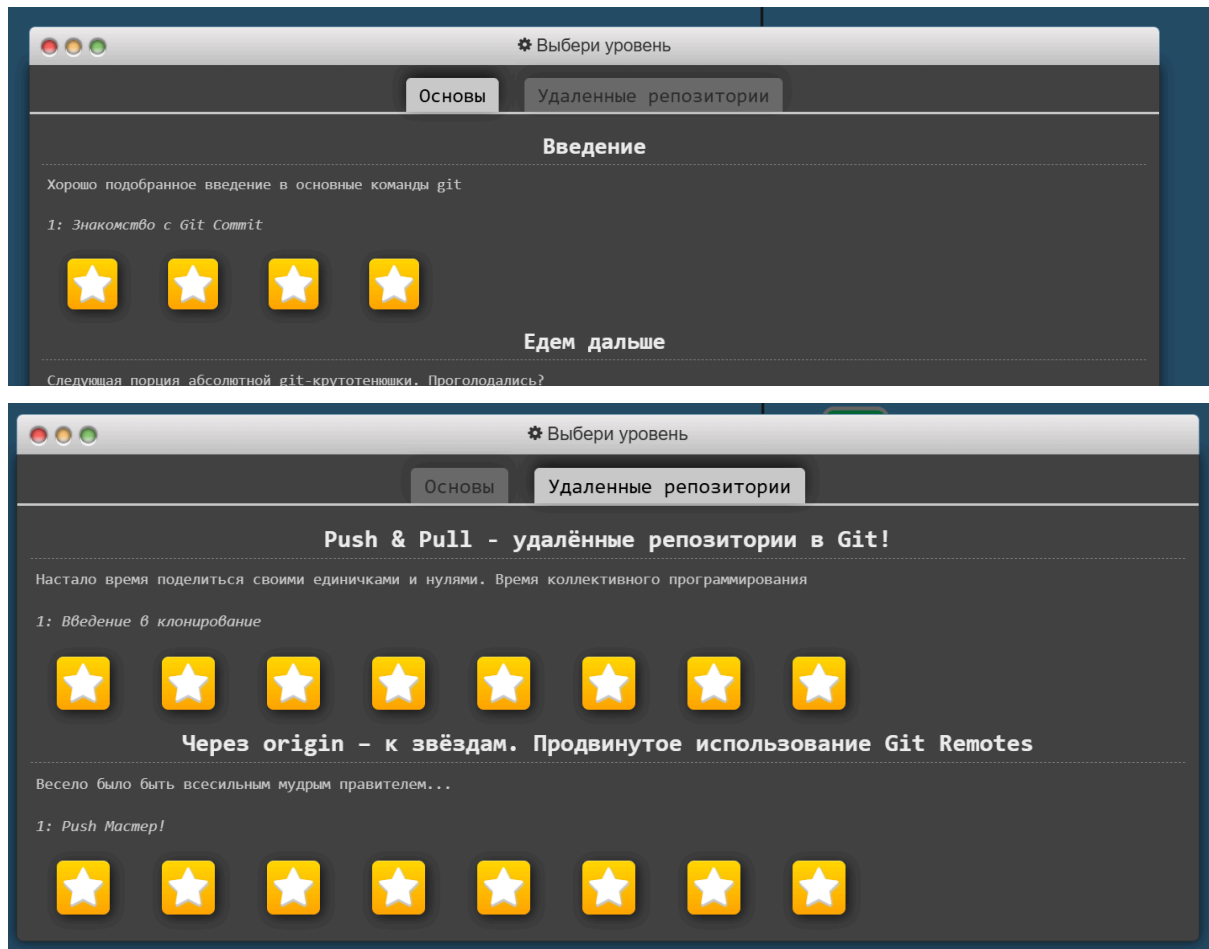 Выбери уровень
Основы
Удаленные репозитории
Введение
Хорошо подобранное введение в основные команды git
1: Знакомство с Git Commit
Едем дальше
Следующая порция абсолютной git-крутотенюшки. Проголодались?
Выбери уровень
Основы
Удаленные репозитории
Push & Pull - удалённые репозитории в Git!
Настало время поделиться своими единичками и нулями. Время коллективного программирования
1: Введение в клонирование
Через origin – к звёздам. Продвинутое использование Git Remotes
Весело было быть всесильным мудрым правителем...
1: Push Мастер!